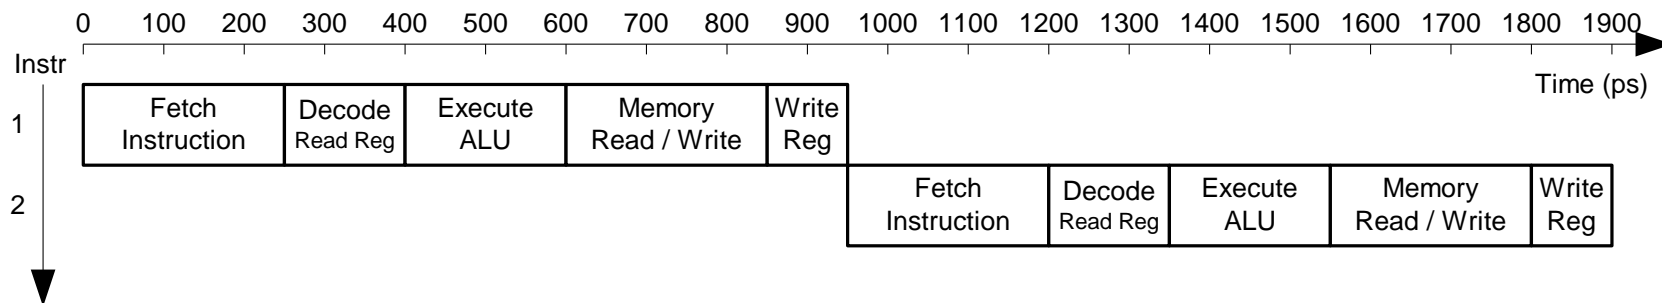 0 100 200 300 400 500 600 700 800 900 1000 1100 1200 1300 1400 1500 1600 1700 1800 1900
Instr
Time (ps)
1
Fetch
Instruction
Decode
Read Reg
Execute
ALU
Memory
Read / Write
Write
Reg
2
Fetch
Instruction
Decode
Read Reg
Execute
ALU
Memory
Read / Write
Write
Reg